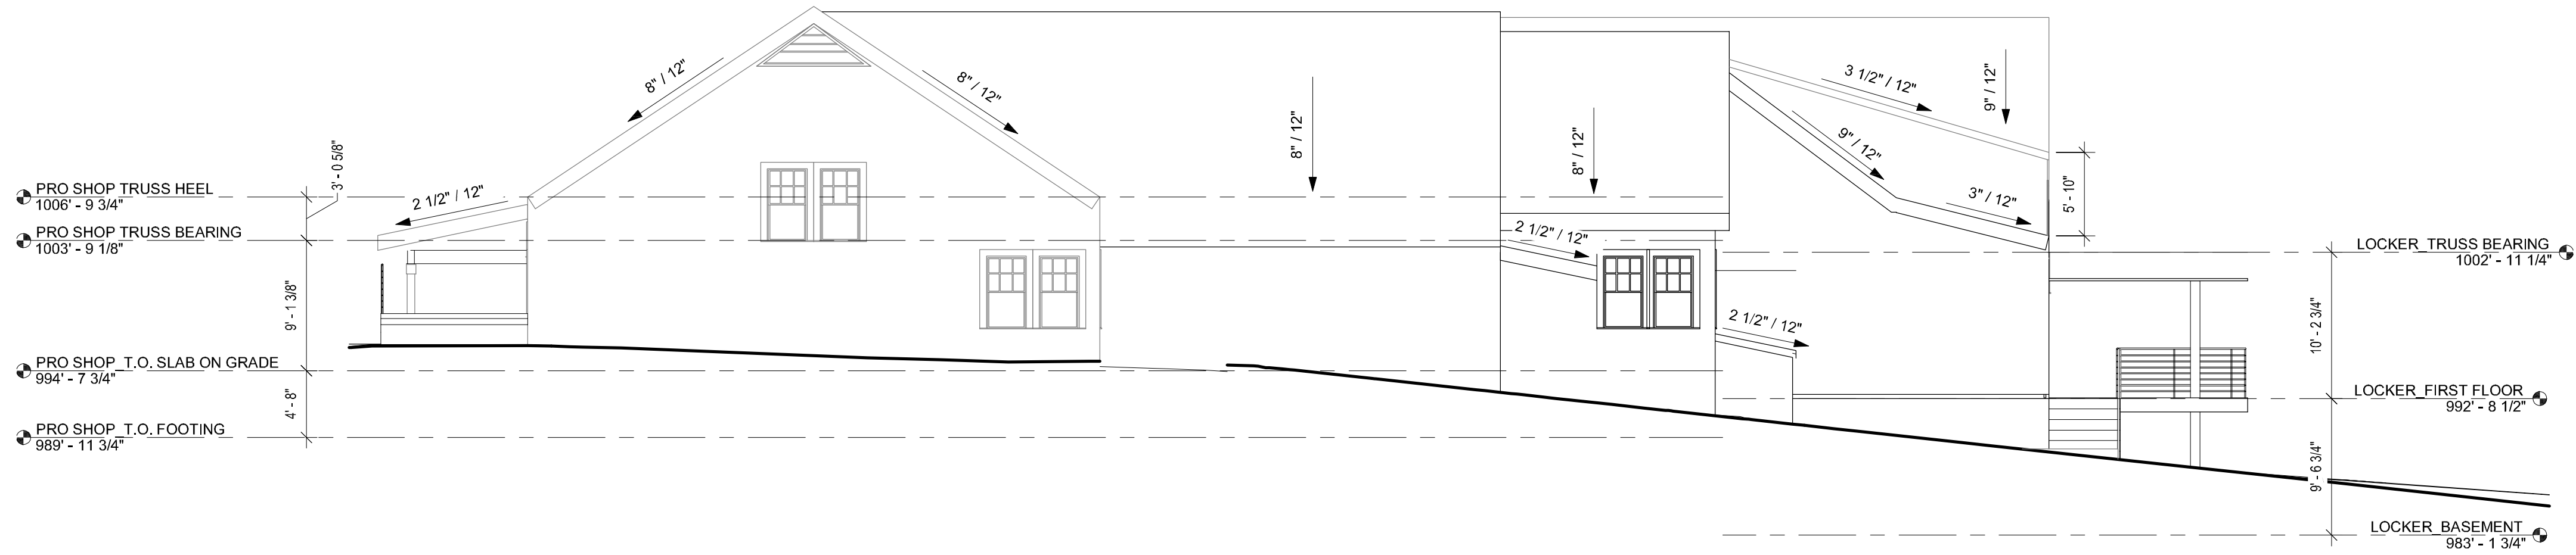 PRO SHOP TRUSS HEEL
1006' - 9 3/4"
PRO SHOP TRUSS BEARING
1003' - 9 1/8"
PRO SHOP_T.O. SLAB ON GRADE
994' - 7 3/4"
PRO SHOP_T.O. FOOTING
989' - 11 3/4"
3' - 0 5/8"
9' - 1 3/8"
4' - 8"
2 1/2" / 12"
8" / 12"
8" / 12"
8" / 12"
8" / 12"
2 1/2" / 12"
2 1/2" / 12"
3 1/2" / 12"
9" / 12"
9" / 12"
3" / 12"
5' - 10"
LOCKER_TRUSS BEARING
1002' - 11 1/4"
10' - 2 3/4"
LOCKER_FIRST FLOOR
992' - 8 1/2"
9' - 6 3/4"
LOCKER_BASEMENT
983' - 1 3/4"